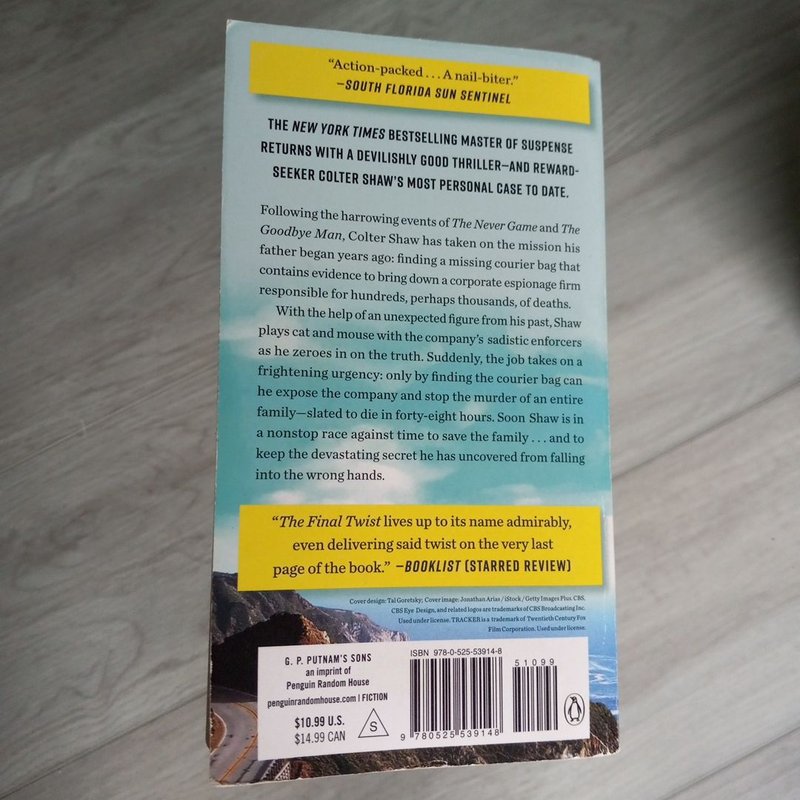 “Action-packed . . . A nail-biter.”
—SOUTH FLORIDA SUN SENTINEL
THE NEW YORK TIMES BESTSELLING MASTER OF SUSPENSE
RETURNS WITH A DEVILISHLY GOOD THRILLER—AND REWARD-
SEEKER COLTER SHAW’S MOST PERSONAL CASE TO DATE.
Following the harrowing events of The Never Game and The
Goodbye Man, Colter Shaw has taken on the mission his
father began years ago: finding a missing courier bag that
contains evidence to bring down a corporate espionage firm
responsible for hundreds, perhaps thousands, of deaths.
With the help of an unexpected figure from his past, Shaw
plays cat and mouse with the company’s sadistic enforcers
as he zeroes in on the truth. Suddenly, the job takes on a
frightening urgency: only by finding the courier bag can
he expose the company and stop the murder of an entire
family—slated to die in forty-eight hours. Soon Shaw is in
a nonstop race against time to save the family . . . and to
keep the devastating secret he has uncovered from falling
into the wrong hands.
“The Final Twist lives up to its name admirably,
even delivering said twist on the very last
page of the book.” —BOOKLIST (STARRED REVIEW)
Cover design: Tal Goretsky; Cover image: Jonathan Arias / iStock / Getty Images Plus. CBS,
CBS Eye Design, and related logos are trademarks of CBS Broadcasting Inc.
Used under license. TRACKER is a trademark of Twentieth Century Fox
Film Corporation. Used under license.
G. P. PUTNAM’S SONS
an imprint of
Penguin Random House
penguinrandomhouse.com | FICTION
$10.99 U.S.
$14.99 CAN
S
ISBN 978-0-525-53914-8
51099
9 780525 539148